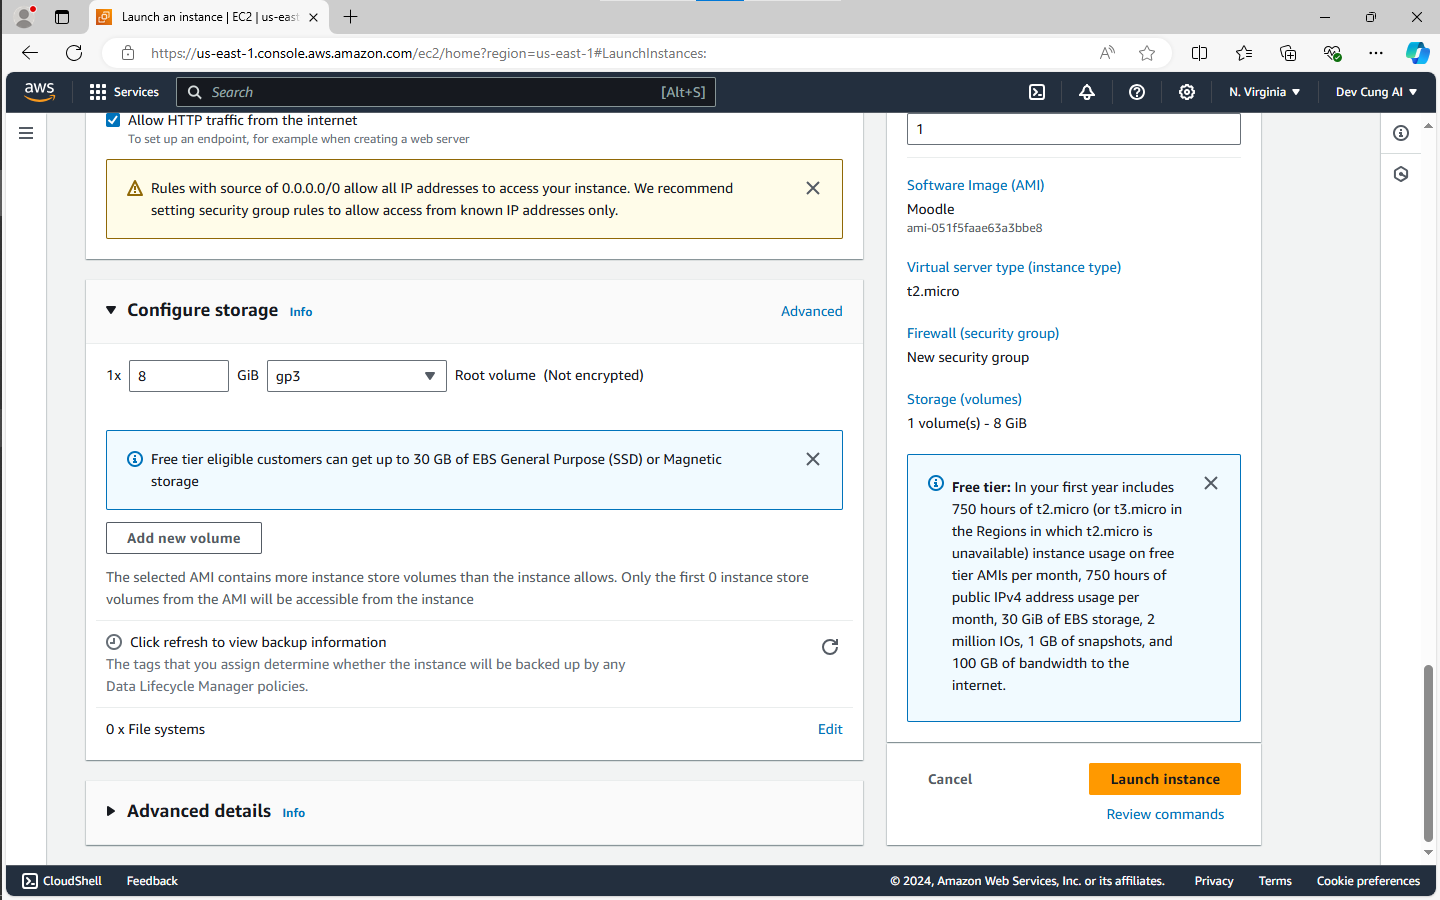 Launch an instance | EC2 | us-east
https://us-east-1.console.aws.amazon.com/ec2/home?region=us-east-1#LaunchInstances:
aws
Services
Search
[Alt+S]
N. Virginia
Dev Cung AI
Allow HTTP traffic from the internet
To set up an endpoint, for example when creating a web server
Rules with source of 0.0.0.0/0 allow all IP addresses to access your instance. We recommend
setting security group rules to allow access from known IP addresses only.
Configure storage Info
Advanced
1x 8 GiB gp3 Root volume (Not encrypted)
Free tier eligible customers can get up to 30 GB of EBS General Purpose (SSD) or Magnetic
storage
Add new volume
The selected AMI contains more instance store volumes than the instance allows. Only the first 0 instance store
volumes from the AMI will be accessible from the instance
Click refresh to view backup information
The tags that you assign determine whether the instance will be backed up by any
Data Lifecycle Manager policies.
0 x File systems
Edit
Advanced details Info
1
Software Image (AMI)
Moodle
ami-051f5faae63a3bbe8
Virtual server type (instance type)
t2.micro
Firewall (security group)
New security group
Storage (volumes)
1 volume(s) - 8 GiB
Free tier: In your first year includes
750 hours of t2.micro (or t3.micro in
the Regions in which t2.micro is
unavailable) instance usage on free
tier AMIs per month, 750 hours of
public IPv4 address usage per
month, 30 GiB of EBS storage, 2
million IOs, 1 GB of snapshots, and
100 GB of bandwidth to the
internet.
Cancel
Launch instance
Review commands
CloudShell
Feedback
© 2024, Amazon Web Services, Inc. or its affiliates.
Privacy
Terms
Cookie preferences